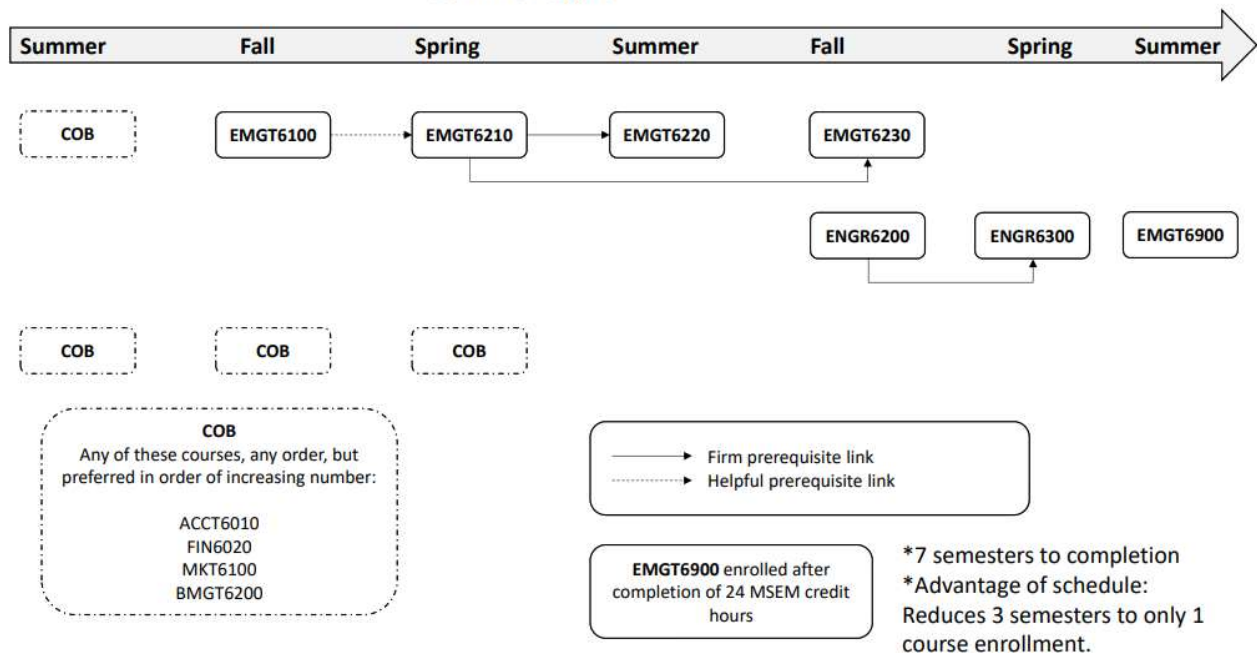 Summer Fall Spring Summer Fall Spring Summer
COB EMGT6100 EMGT6210 EMGT6220 EMGT6230
ENGR6200 ENGR6300 EMGT6900
COB COB COB
COB
Any of these courses, any order, but
preferred in order of increasing number:
ACCT6010
FIN6020
MKT6100
BMGT6200
Firm prerequisite link
Helpful prerequisite link
EMGT6900 enrolled after
completion of 24 MSEM credit
hours
*7 semesters to completion
*Advantage of schedule:
Reduces 3 semesters to only 1
course enrollment.